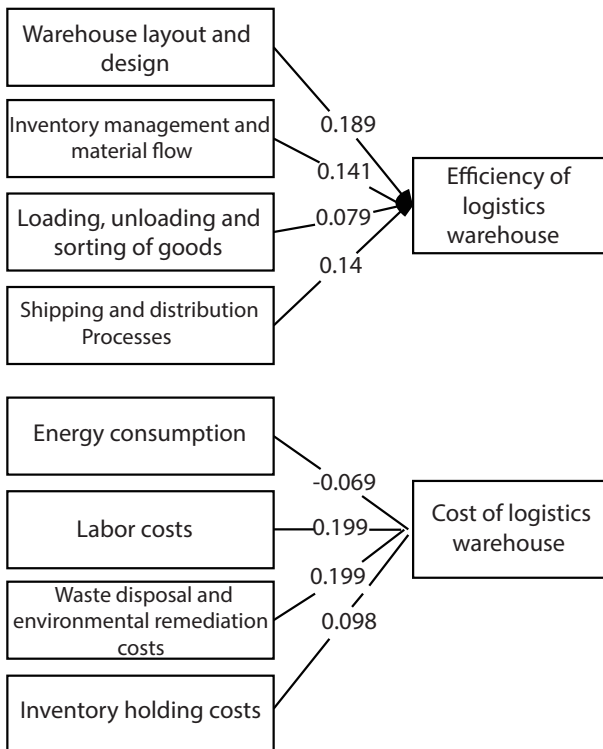 Warehouse layout and
design
0.189
Inventory management and
material flow
0.141
Efficiency of
logistics
warehouse
Loading, unloading and
sorting of goods
0.079
0.14
Shipping and distribution
Processes
Energy consumption
-0.069
Labor costs
0.199
Cost of logistics
warehouse
Waste disposal and
environmental remediation
costs
0.199
0.098
Inventory holding costs